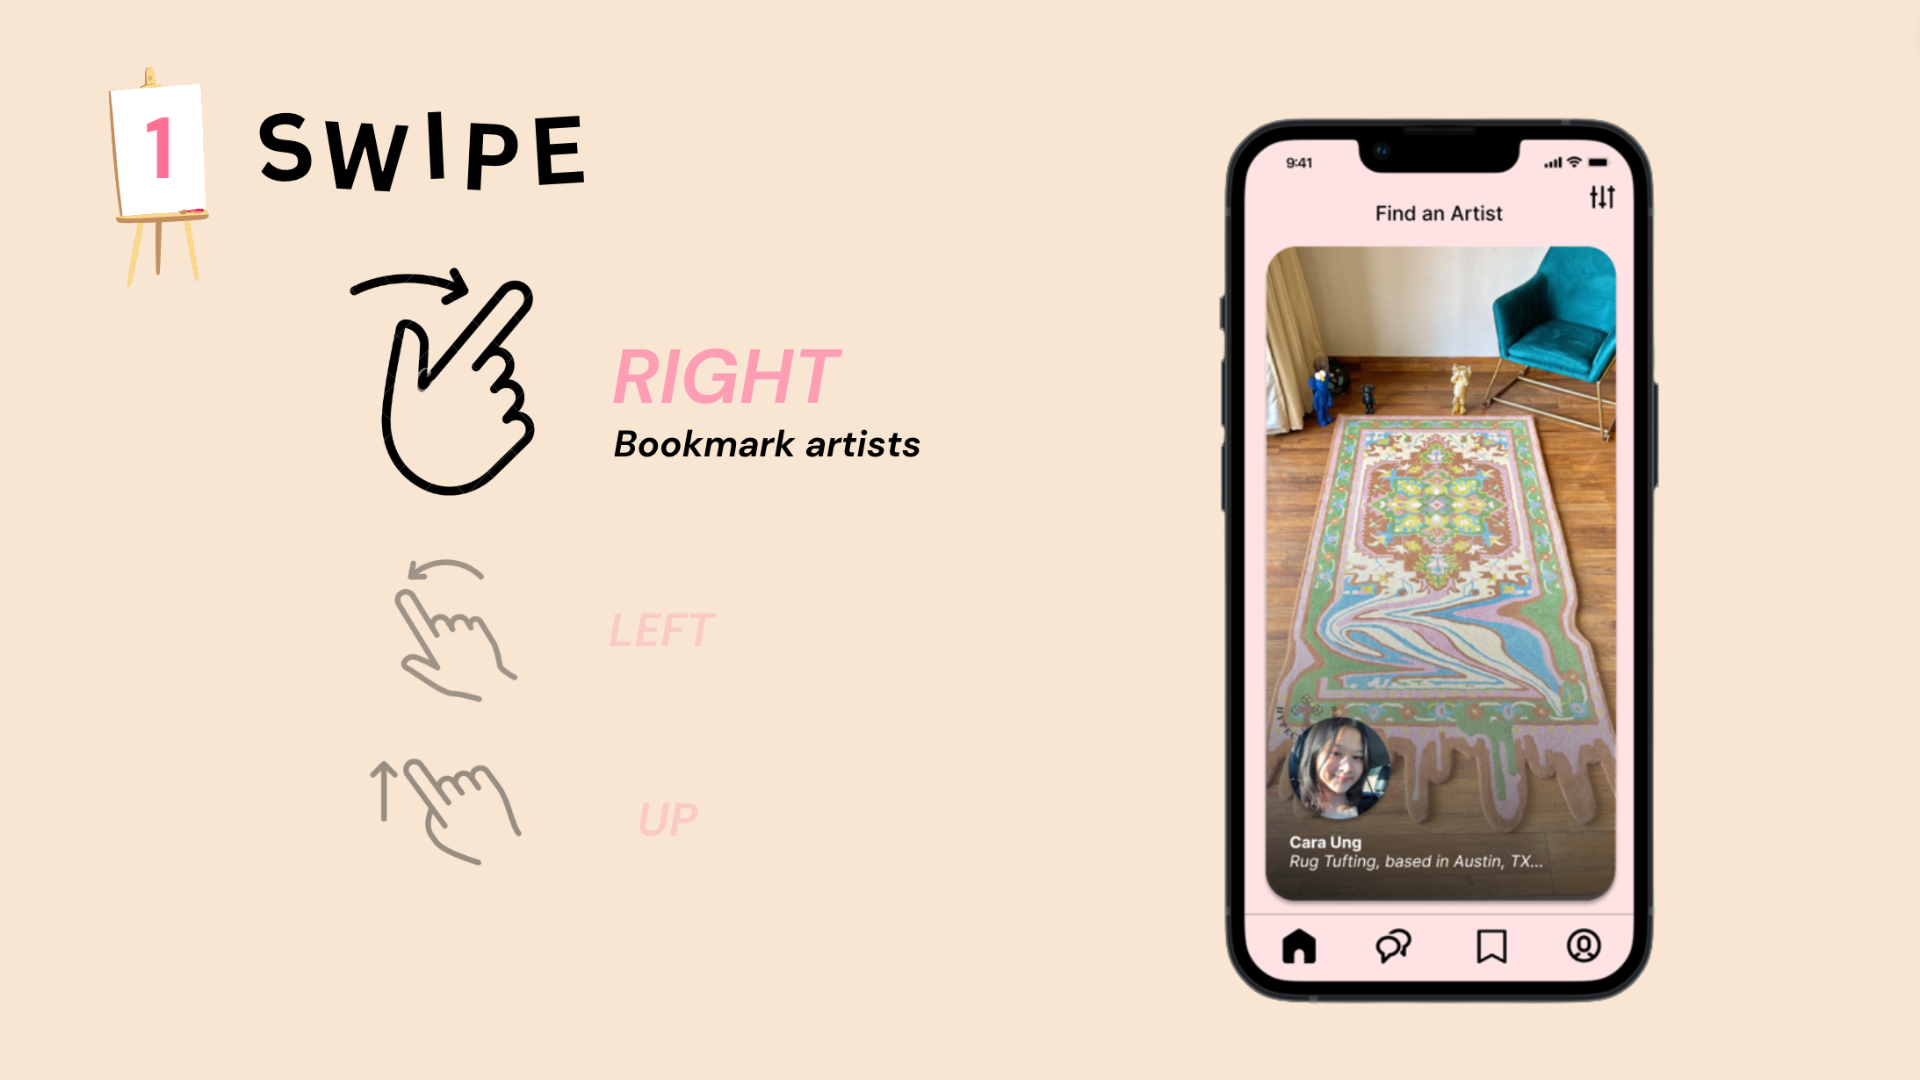 1
SWIPE
RIGHT
Bookmark artists
LEFT
UP
9:41
Find an Artist
Cara Ung
Rug Tufting, based in Austin, TX...